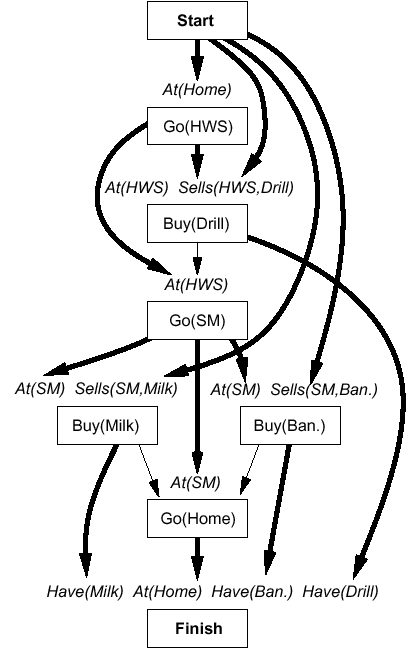 Start
At(Home)
Go(HWS)
At(HWS) Sells(HWS,Drill)
Buy(Drill)
At(HWS)
Go(SM)
At(SM) Sells(SM,Milk) At(SM) Sells(SM,Ban.)
Buy(Milk) Buy(Ban.)
At(SM)
Go(Home)
Have(Milk) At(Home) Have(Ban.) Have(Drill)
Finish